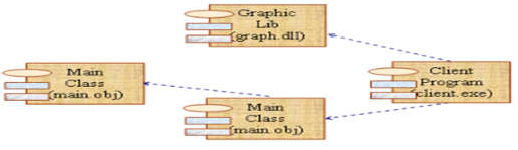 Graphic
Lib
(graph.dll)
Main
Class
(main.obj)
Client
Program
(client.exe)
Main
Class
(main.obj)